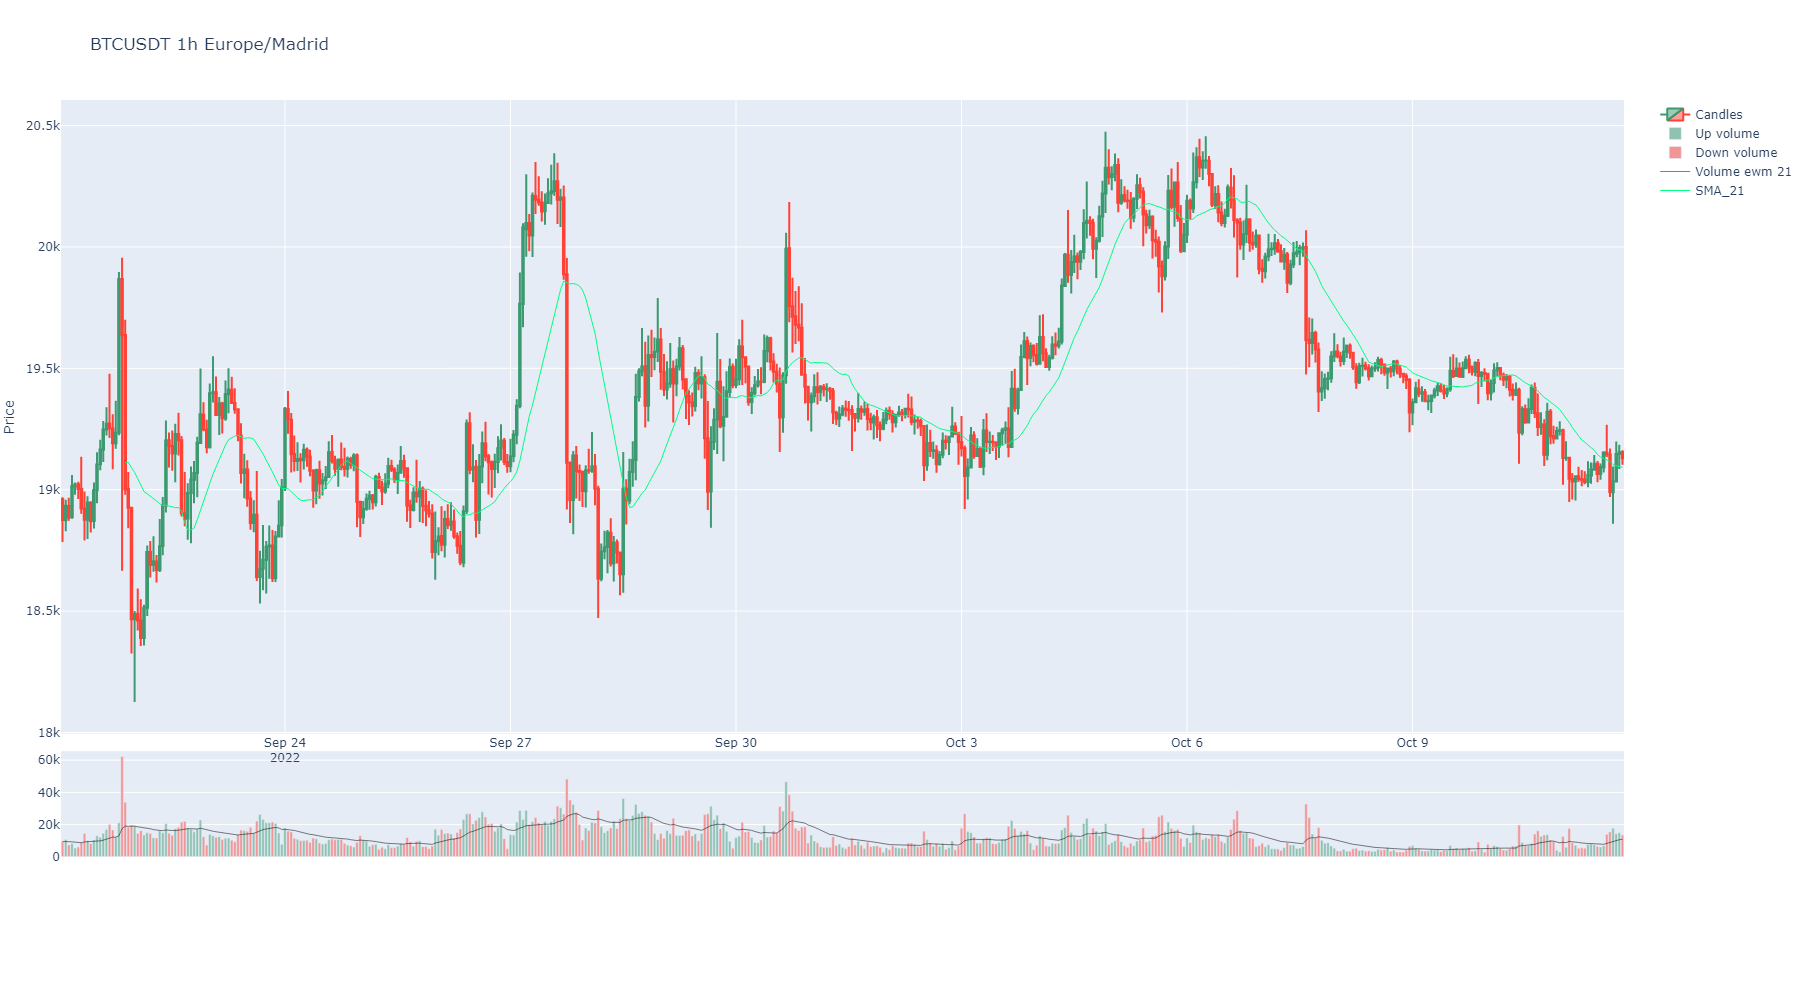 BTCUSDT 1h Europe/Madrid
Candles
Up volume
Down volume
Volume ewm 21
SMA_21
Price
20.5k
20k
19.5k
19k
18.5k
18k
Sep 24
2022
Sep 27
Sep 30
Oct 3
Oct 6
Oct 9
60k
40k
20k
0